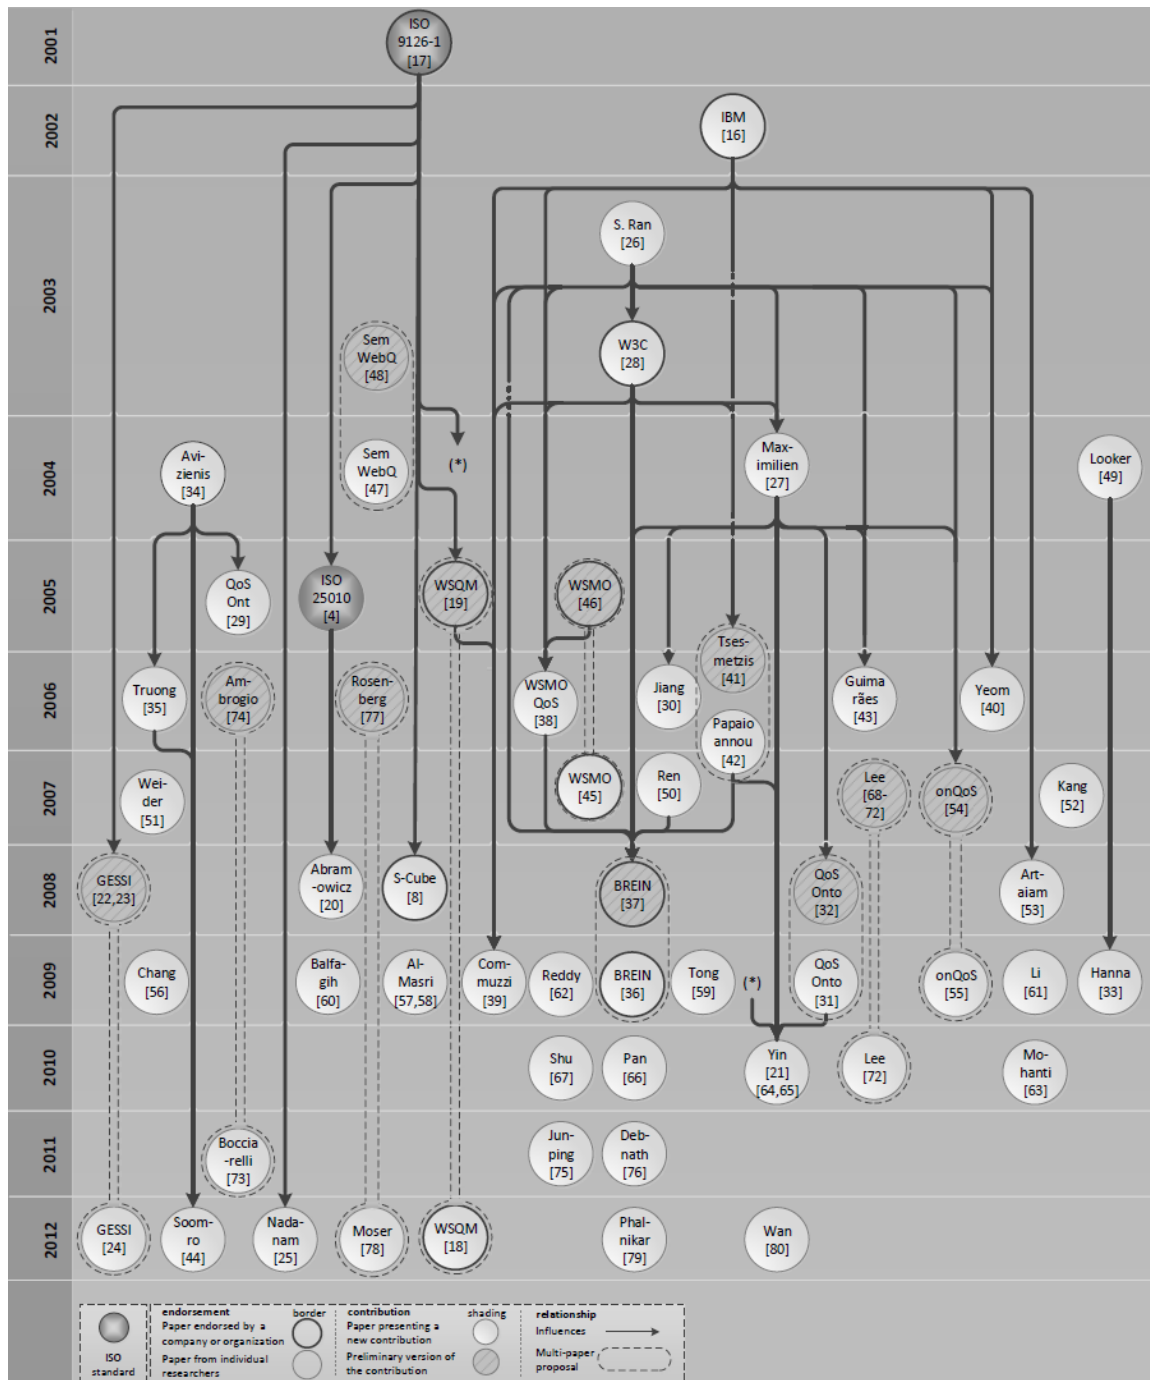 2001
ISO
9126-1
[17]
2002
IBM
[16]
2003
S. Ran
[26]
W3C
[28]
Sem
WebQ
[48]
2004
Sem
WebQ
[47]
(*)
Avi-
zienis
[34]
Max-
imilien
[27]
Looker
[49]
2005
QoS
Ont
[29]
ISO
25010
[4]
WSQM
[19]
WSMO
[46]
Tses-
metzis
[41]
2006
Truong
[35]
Am-
brogio
[74]
Rosen-
berg
[77]
WSMO
QoS
[38]
Jiang
[30]
Papaio
annou
[42]
Guima
rães
[43]
Yeom
[40]
2007
Wei-
der
[51]
WSMO
[45]
Ren
[50]
Lee
[68-
72]
onQoS
[54]
Kang
[52]
2008
GESSI
[22,23]
Abram
-owicz
[20]
S-Cube
[8]
BREIN
[37]
QoS
Onto
[32]
Art-
aiam
[53]
2009
Chang
[56]
Balfa-
gih
[60]
Al-
Masri
[57,58]
Com-
muzzi
[39]
Reddy
[62]
BREIN
[36]
Tong
[59]
(*)
QoS
Onto
[31]
onQoS
[55]
Li
[61]
Hanna
[33]
2010
Shu
[67]
Pan
[66]
Yin
[21]
[64,65]
Lee
[72]
Mo-
hanti
[63]
2011
Boccia
-relli
[73]
Jun-
ping
[75]
Deb-
nath
[76]
2012
GESSI
[24]
Soom-
ro
[44]
Nada-
nam
[25]
Moser
[78]
WSQM
[18]
Phal-
nikar
[79]
Wan
[80]
ISO
standard
endorsement border
Paper endorsed by a
company or organization
Paper from individual
researchers
contribution shading
Paper presenting a
new contribution
Preliminary version of
the contribution
relationship
Influences
Multi-paper
proposal